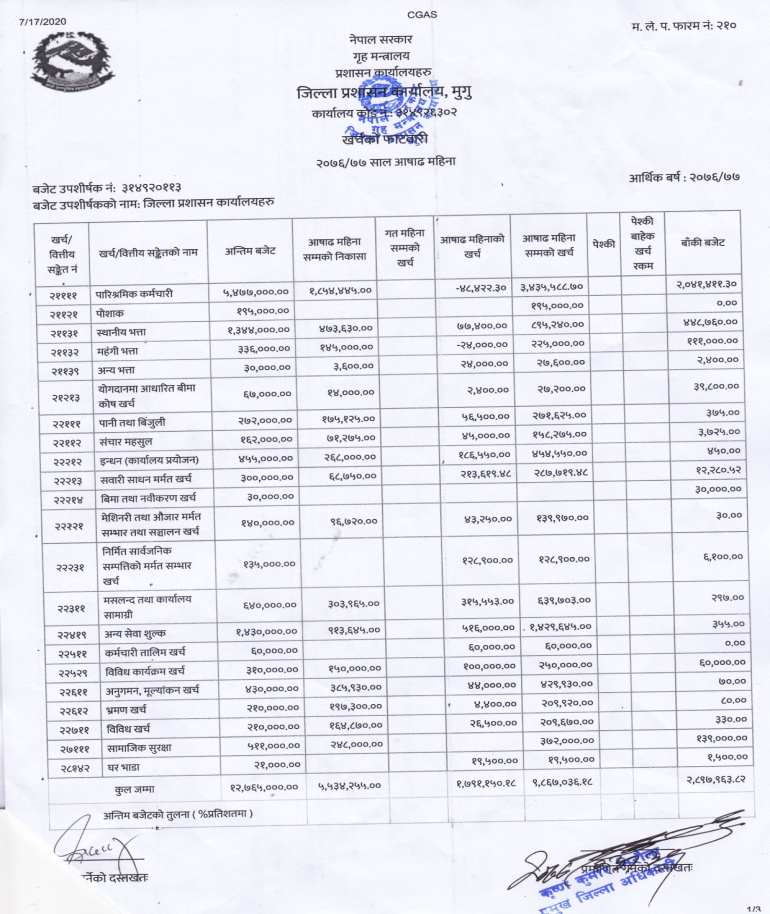 7/17/2020
CGAS
म. ले. प. फारम नं: २१०
नेपाल सरकार
गृह मन्त्रालय
प्रशासन कार्यालयहरु
जिल्ला प्रशासन कार्यालय, मुगु
कार्यालय कोड नं.: ३१४९२६३०२
खर्चको फाटवारी
२०७६/७७ साल आषाढ महिना
आर्थिक बर्ष : २०७६/७७
बजेट उपशीर्षक नं: ३१४९२०११३
बजेट उपशीर्षकको नाम: जिल्ला प्रशासन कार्यालयहरु
खर्च/वित्तीय सङ्केत नं खर्च/वित्तीय सङ्केतको नाम अन्तिम बजेट आषाढ महिना सम्मको निकासा गत महिना सम्मको खर्च आषाढ महिनाको खर्च आषाढ महिना सम्मको खर्च पेश्की पेश्की बाहेक खर्च रकम बाँकी बजेट
२११११ पारिश्रमिक कर्मचारी ५,४७७,०००.०० १,८५४,४४५.०० -४८,४२२.३० ३,४३५,५८८.७० २,०४१,४११.३०
२११२१ पोशाक १९५,०००.०० १९५,०००.०० ०.००
२११३१ स्थानीय भत्ता १,३४४,०००.०० ४७३,६३०.०० ७७,४००.०० ८९५,२४०.०० ४४८,७६०.००
२११३२ महंगी भत्ता ३३६,०००.०० १४५,०००.०० -२४,०००.०० २२५,०००.०० १११,०००.००
२११३९ अन्य भत्ता ३०,०००.०० ३,६००.०० २४,०००.०० २७,६००.०० २,४००.००
२१२१३ योगदानमा आधारित बीमा कोष खर्च ६७,०००.०० १४,०००.०० २,४००.०० २७,२००.०० ३९,८००.००
२२१११ पानी तथा बिजुली २७२,०००.०० १७५,१२५.०० ५६,५००.०० २७१,६२५.०० ३७५.००
२२११२ संचार महसुल १६२,०००.०० ७१,२७५.०० ४५,०००.०० १५८,२७५.०० ३,७२५.००
२२२१२ इन्धन (कार्यालय प्रयोजन) ४५५,०००.०० २६८,०००.०० १८६,५५०.०० ४५४,५५०.०० ४५०.००
२२२१३ सवारी साधन मर्मत खर्च ३००,०००.०० ६८,७५०.०० २१३,६१९.४८ २८७,७१९.४८ १२,२८०.५२
२२२१४ बिमा तथा नवीकरण खर्च ३०,०००.०० ३०,०००.००
२२२२१ मेशिनरी तथा औजार मर्मत सम्भार तथा सञ्चालन खर्च १४०,०००.०० ९६,७२०.०० ४३,२५०.०० १३९,९७०.०० ३०.००
२२२३१ निर्मित सार्वजनिक सम्पत्तिको मर्मत सम्भार खर्च १३५,०००.०० १२८,९००.०० १२८,९००.०० ६,१००.००
२२३११ मसलन्द तथा कार्यालय सामाग्री ६४०,०००.०० ३०३,९६५.०० ३१५,५५३.०० ६३९,७०३.०० २९७.००
२२४१९ अन्य सेवा शुल्क १,४३०,०००.०० ९१३,६४५.०० ५१६,०००.०० १,४२९,६४५.०० ३५५.००
२२५११ कर्मचारी तालिम खर्च ६०,०००.०० ६०,०००.०० ६०,०००.०० ०.००
२२५२९ विविध कार्यक्रम खर्च ३१०,०००.०० १५०,०००.०० १००,०००.०० २५०,०००.०० ६०,०००.००
२२६११ अनुगमन, मूल्यांकन खर्च ४३०,०००.०० ३८५,९३०.०० ४४,०००.०० ४२९,९३०.०० ७०.००
२२६१२ भ्रमण खर्च २१०,०००.०० १९७,३००.०० ४,४००.०० २०९,९२०.०० ८०.००
२२७११ विविध खर्च २१०,०००.०० १६४,८७०.०० २६,५००.०० २०९,६७०.०० ३३०.००
२७१११ सामाजिक सुरक्षा ५११,०००.०० २४८,०००.०० ३७२,०००.०० १३९,०००.००
२८१४२ घर भाडा २१,०००.०० १९,५००.०० १९,५००.०० १,५००.००
कुल जम्मा १२,७६५,०००.०० ५,५३४,२५५.०० १,७९१,१५०.१८ ९,८६७,०३६.१८ २,८९७,९६३.८२
अन्तिम बजेटको तुलना ( %प्रतिशतमा )
र्नेको दस्तखतः
दस्तखतः
कृष्ण कुमार
प्रमुख जिल्ला अधिकारी
1/3